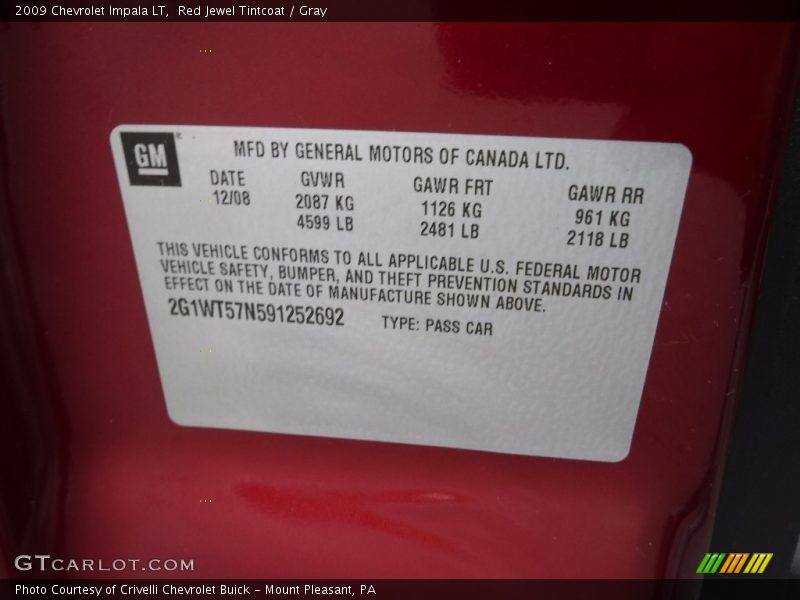 2009 Chevrolet Impala LT,  Red Jewel Tintcoat / Gray
GM
MFD BY GENERAL MOTORS OF CANADA LTD.
DATE GVWR GAWR FRT GAWR RR
12/08 2087 KG 1126 KG 961 KG
4599 LB 2481 LB 2118 LB
THIS VEHICLE CONFORMS TO ALL APPLICABLE U.S. FEDERAL MOTOR
VEHICLE SAFETY, BUMPER, AND THEFT PREVENTION STANDARDS IN
EFFECT ON THE DATE OF MANUFACTURE SHOWN ABOVE.
2G1WT57N591252692 TYPE: PASS CAR
GTCARLOT.COM
Photo Courtesy of Crivelli Chevrolet Buick – Mount Pleasant, PA